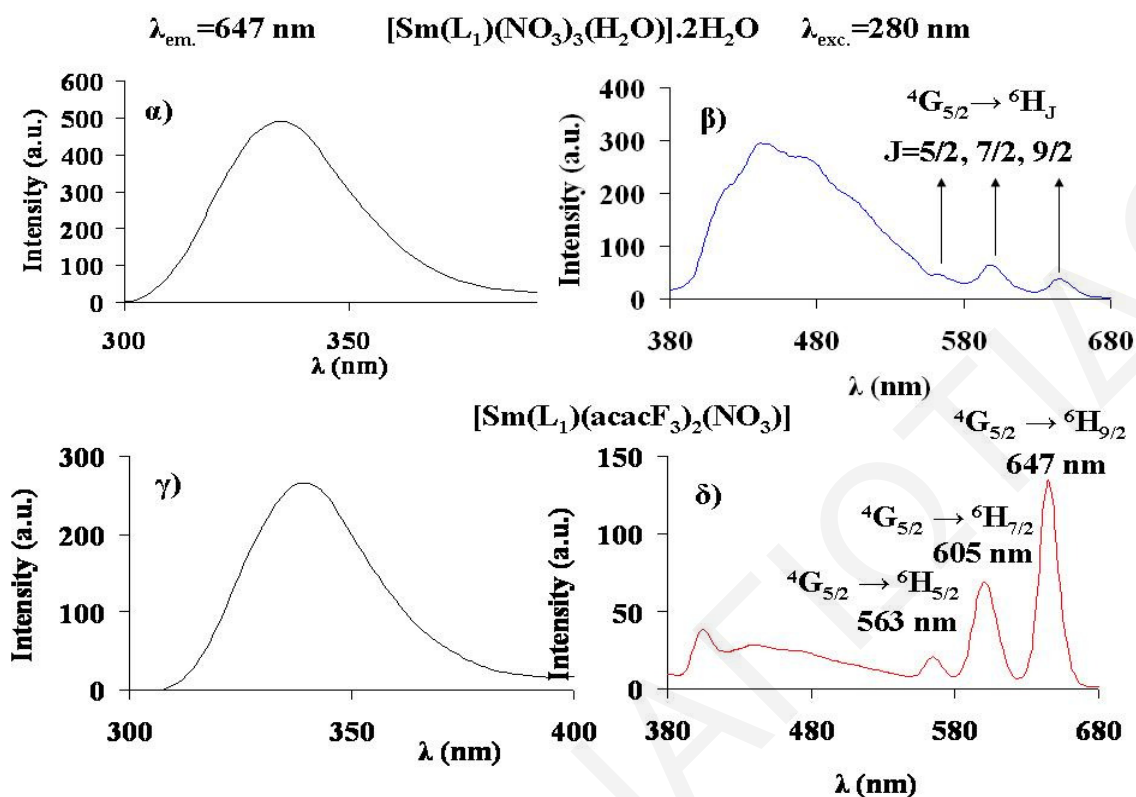 λem.=647 nm [Sm(L1)(NO3)3(H2O)].2H2O λexc.=280 nm
α)
Intensity (a.u.)
600
500
400
300
200
100
0
300 350
λ (nm)
β)
Intensity (a.u.)
400
300
200
100
0
4G5/2 → 6HJ
J=5/2, 7/2, 9/2
380 480 580 680
λ (nm)
[Sm(L1)(acacF3)2(NO3)]
γ)
Intensity (a.u.)
300
200
100
0
300 350 400
λ (nm)
δ)
Intensity (a.u.)
150
100
50
0
4G5/2 → 6H9/2
647 nm
4G5/2 → 6H7/2
605 nm
4G5/2 → 6H5/2
563 nm
380 480 580 680
λ (nm)